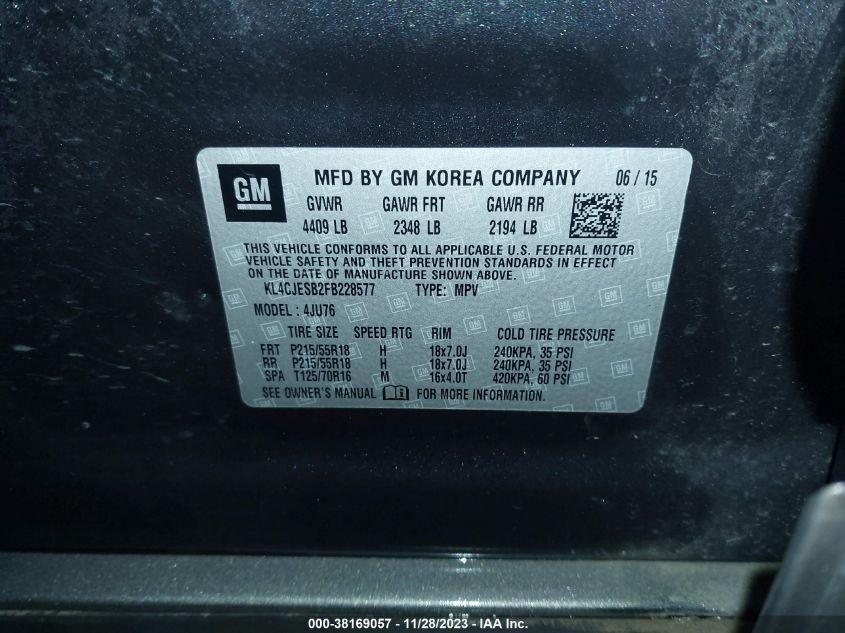 GM MFD BY GM KOREA COMPANY 06 / 15
GVWR GAWR FRT GAWR RR
4409 LB 2348 LB 2194 LB
THIS VEHICLE CONFORMS TO ALL APPLICABLE U.S. FEDERAL MOTOR
VEHICLE SAFETY AND THEFT PREVENTION STANDARDS IN EFFECT
ON THE DATE OF MANUFACTURE SHOWN ABOVE.
KL4CJESB2FB228577 TYPE: MPV
MODEL : 4JU76
TIRE SIZE SPEED RTG RIM COLD TIRE PRESSURE
FRT P215/55R18 H 18x7.0J 240KPA, 35 PSI
RR P215/55R18 H 18x7.0J 240KPA, 35 PSI
SPA T125/70R16 M 16x4.0T 420KPA, 60 PSI
SEE OWNER'S MANUAL FOR MORE INFORMATION.
000-38169057 - 11/28/2023 - IAA Inc.